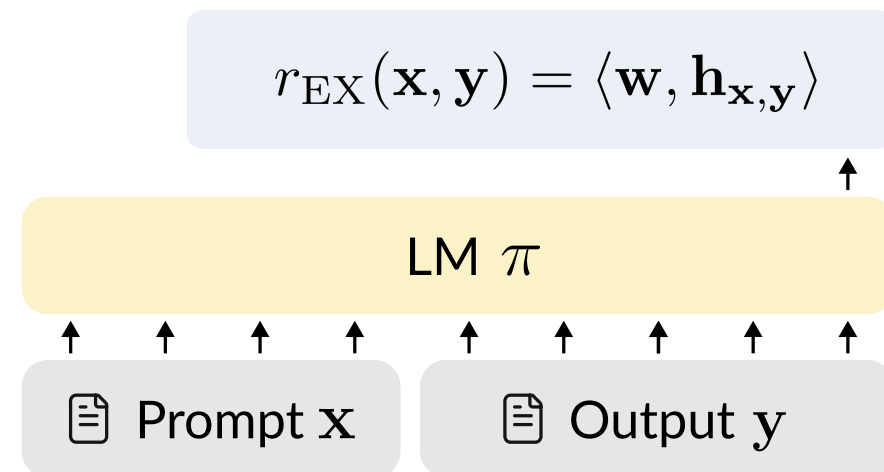 r_EX(x, y) = ⟨w, h_x,y⟩
LM π
Prompt x
Output y